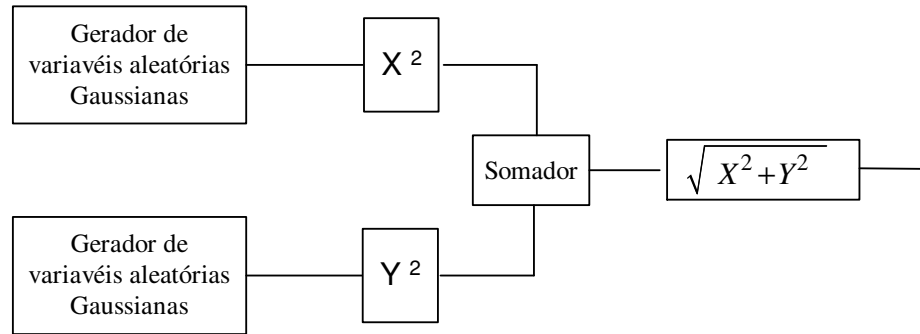 Gerador de
variavéis aleatórias
Gaussianas
X ²
Somador
√X²+Y²
Gerador de
variavéis aleatórias
Gaussianas
Y ²